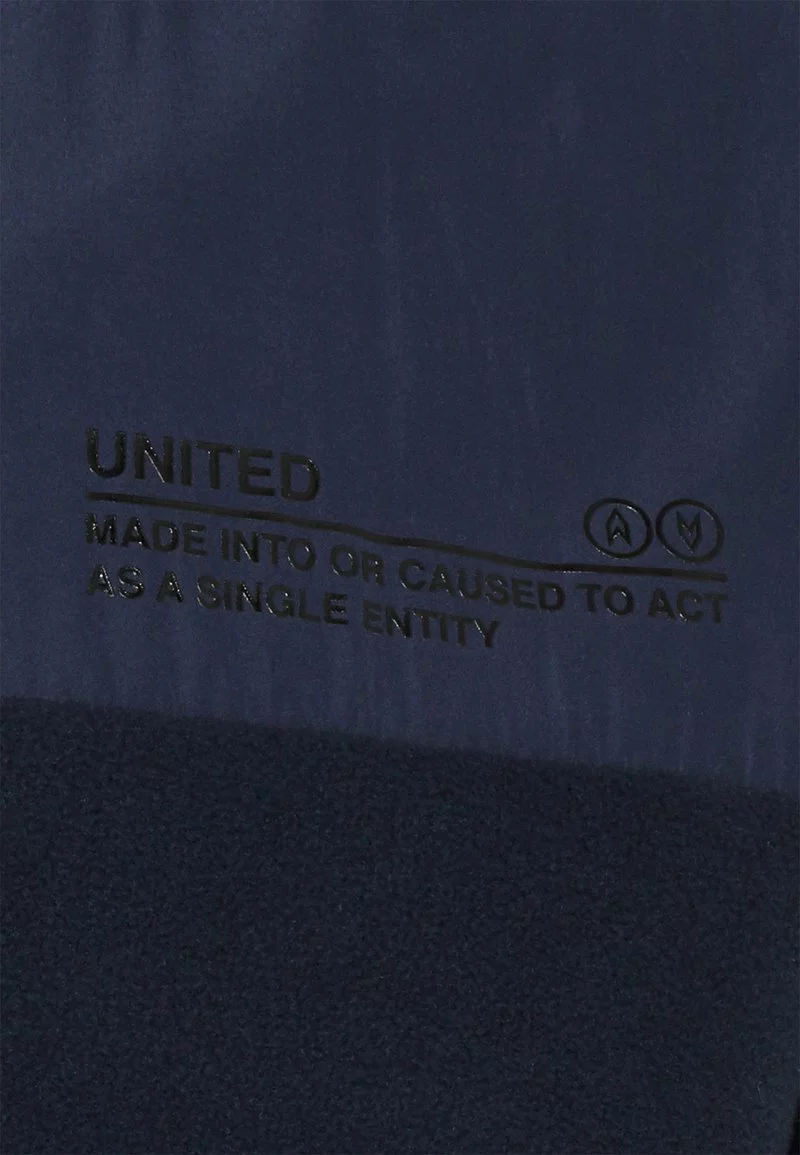 UNITED
MADE INTO OR CAUSED TO ACT
AS A SINGLE ENTITY